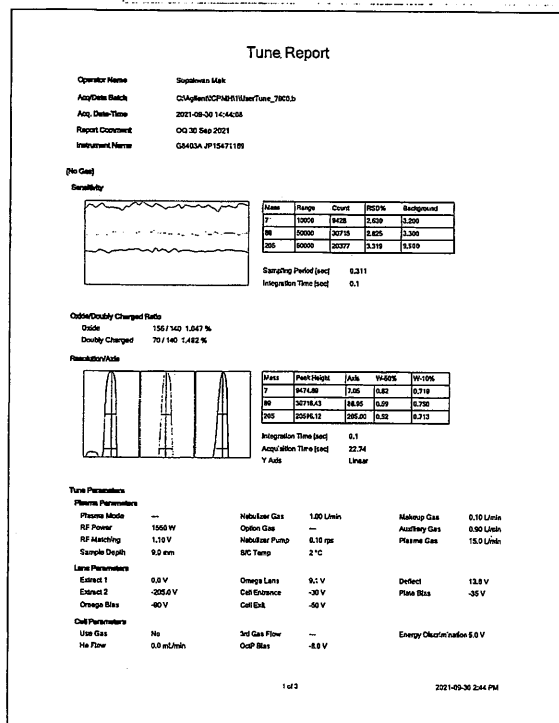 Tune Report
Operator Name Supakwan Mak
Acq/Data Batch C:\Agilent\ICPMH\1\UserTune_7900.b
Acq. Date-Time 2021-09-30 14:44:08
Report Comment OQ 30 Sep 2021
Instrument Name G8403A JP15471169
[No Gas]
Sensitivity
Mass Range Count RSD% Background
7 10000 9428 2.630 3.200
89 50000 30715 2.825 3.300
205 50000 20377 3.319 9.500
Sampling Period [sec] 0.311
Integration Time [sec] 0.1
Oxide/Doubly Charged Ratio
Oxide 156 / 140 1.047 %
Doubly Charged 70 / 140 1.482 %
Resolution/Axis
Mass Peak Height Axis W-50% W-10%
7 9474.89 7.05 0.62 0.719
89 30718.43 88.95 0.59 0.750
205 20596.12 205.00 0.52 0.713
Integration Time [sec] 0.1
Acquisition Time [sec] 22.74
Y Axis Linear
Tune Parameters
Plasma Parameters
Plasma Mode --- Nebulizer Gas 1.00 L/min Makeup Gas 0.10 L/min
RF Power 1550 W Option Gas --- Auxiliary Gas 0.90 L/min
RF Matching 1.10 V Nebulizer Pump 0.10 rps Plasma Gas 15.0 L/min
Sample Depth 9.0 mm S/C Temp 2 °C
Lens Parameters
Extract 1 0.0 V Omega Lens 9.1 V Deflect 13.8 V
Extract 2 -205.0 V Cell Entrance -30 V Plate Bias -35 V
Omega Bias -80 V Cell Exit -50 V
Cell Parameters
Use Gas No 3rd Gas Flow --- Energy Discrimination 5.0 V
He Flow 0.0 mL/min OctP Bias -8.0 V
1 of 3 2021-09-30 2:44 PM